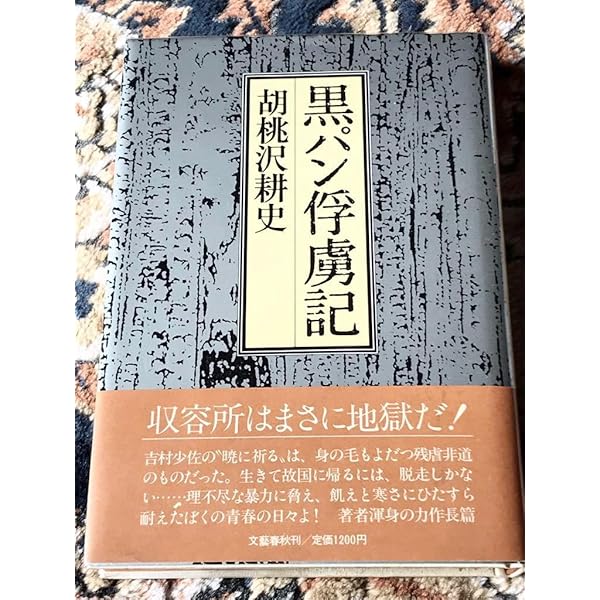 黒パン俘虜記
胡桃沢耕史
収容所はまさに地獄だ!
吉村少佐の〝暁に祈る〟は、身の毛もよだつ残虐非道
のものだった。生きて故国に帰るには、脱走しかな
い……理不尽な暴力に脅え、飢えと寒さにひたすら
耐えたぼくの青春の日々よ! 著者渾身の力作長篇
文藝春秋刊/定価1200円